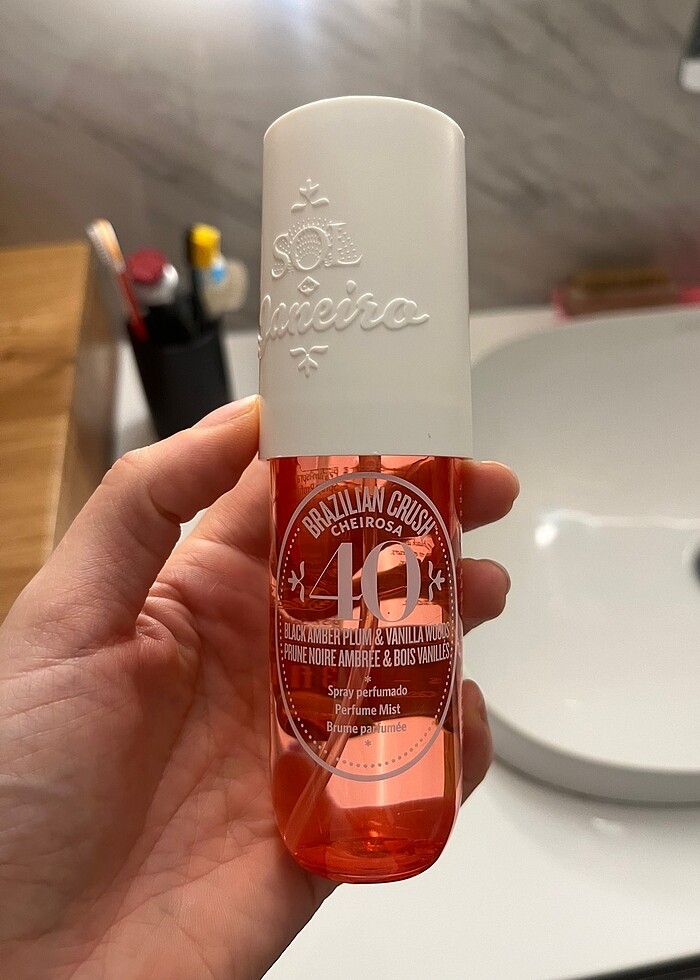 SOL
de
Janeiro
BRAZILIAN CRUSH
CHEIROSA
40
BLACK AMBER PLUM & VANILLA WOODS
PRUNE NOIRE AMBRÉE & BOIS VANILLÉS
*
Spray perfumado
Perfume Mist
Brume parfumée
*